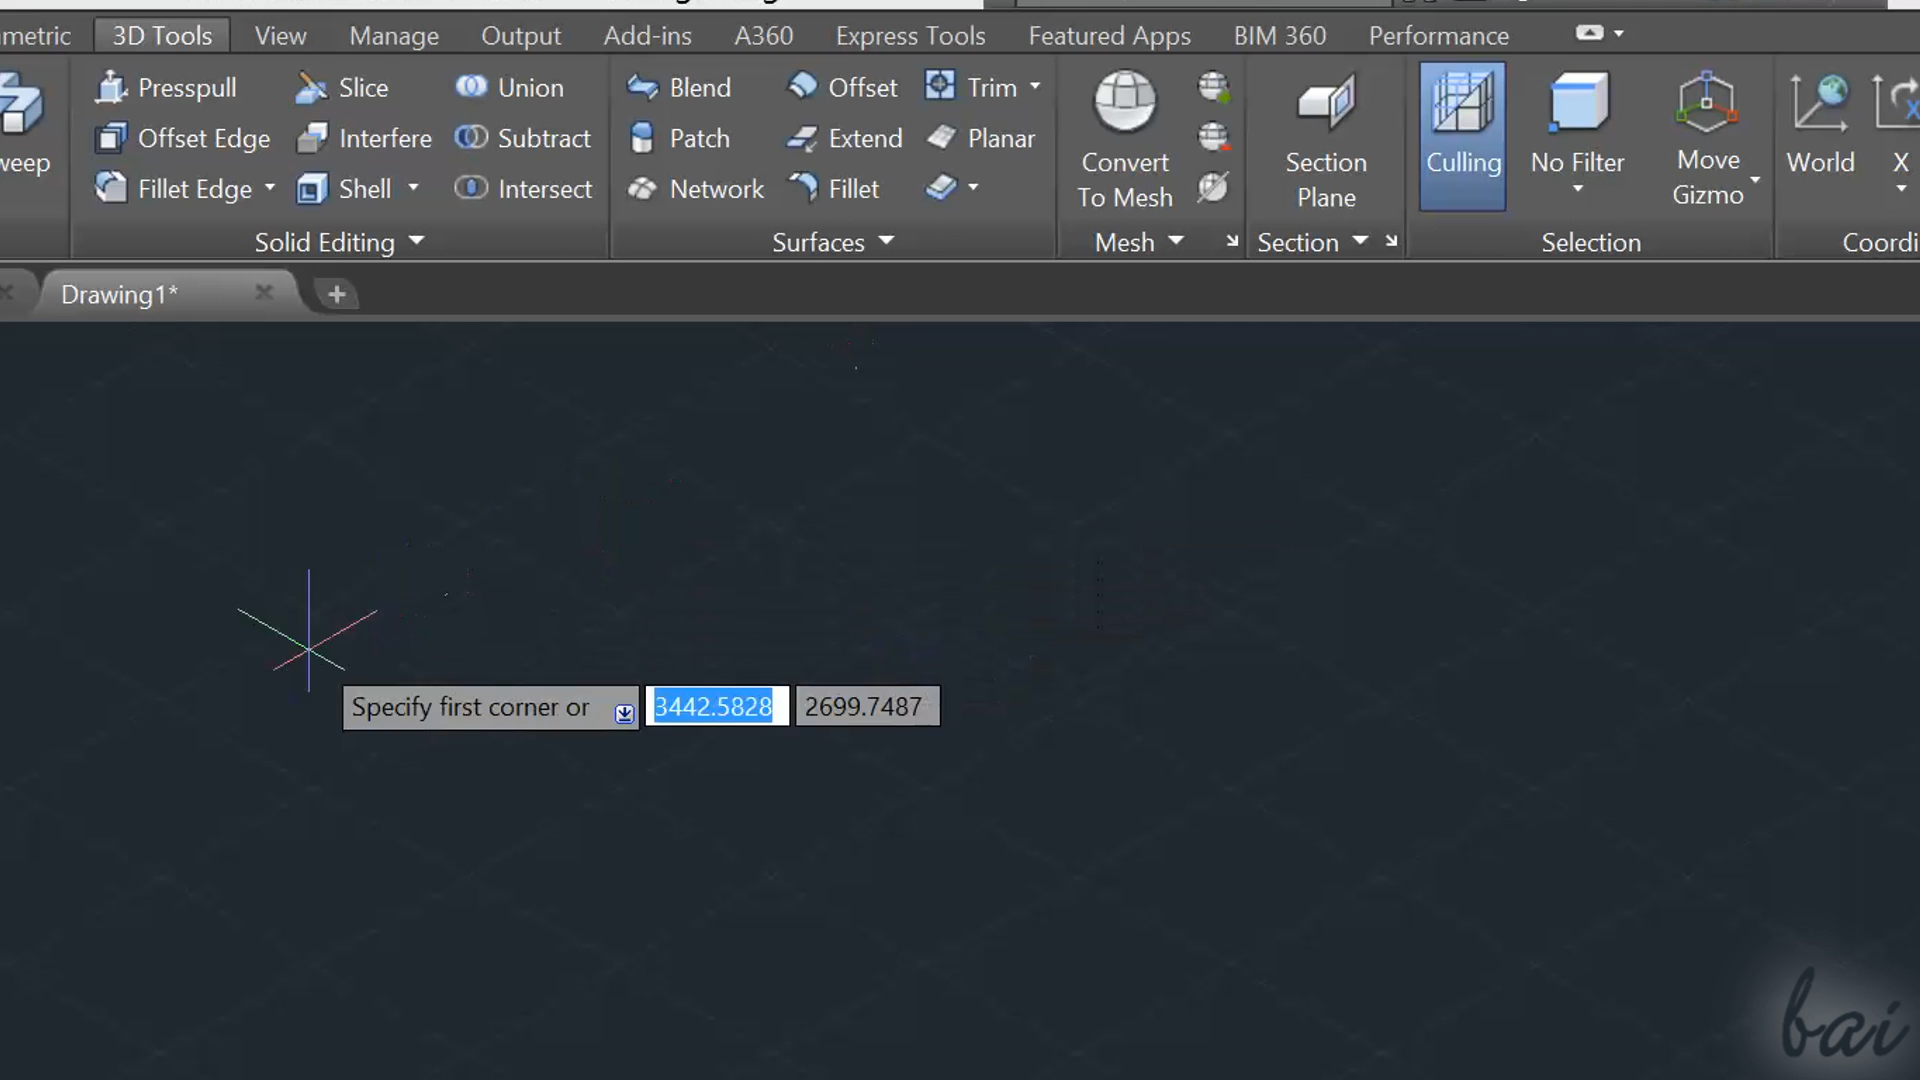 metric 3D Tools View Manage Output Add-ins A360 Express Tools Featured Apps BIM 360 Performance
Presspull Slice Union Blend Offset Trim
Offset Edge Interfere Subtract Patch Extend Planar
weep Convert To Mesh Section Plane Culling No Filter Move Gizmo World X
Fillet Edge Shell Intersect Network Fillet
Solid Editing Surfaces Mesh Section Selection Coordi
Drawing1*
Specify first corner or 3442.5828 2699.7487
bai